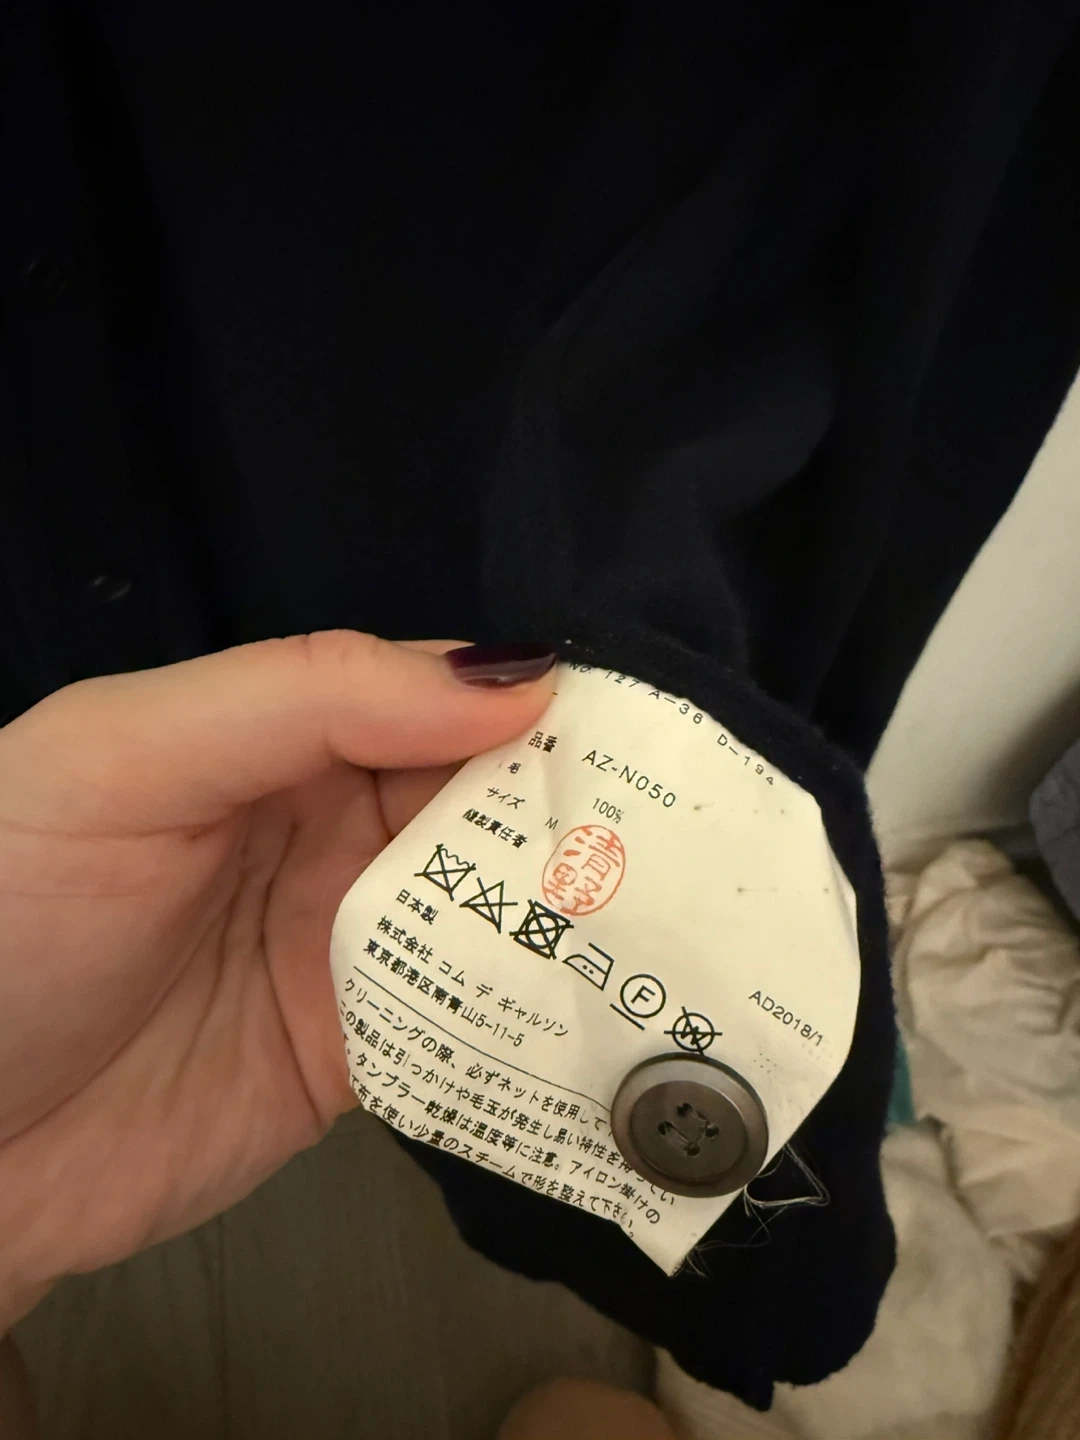 NO 127 A-36 D-194
品番 AZ-N050
毛 100%
サイズ M
縫製責任者
日本製
株式会社 コム デ ギャルソン
東京都港区南青山5-11-5
AD2018/1
クリーニングの際、必ずネットを使用して
この製品は引っかけや毛玉が発生し易い特性を持ってい
・タンブラー乾燥は温度等に注意。アイロン掛けの
て布を使い少量のスチームで形を整えて下さい。
F
W